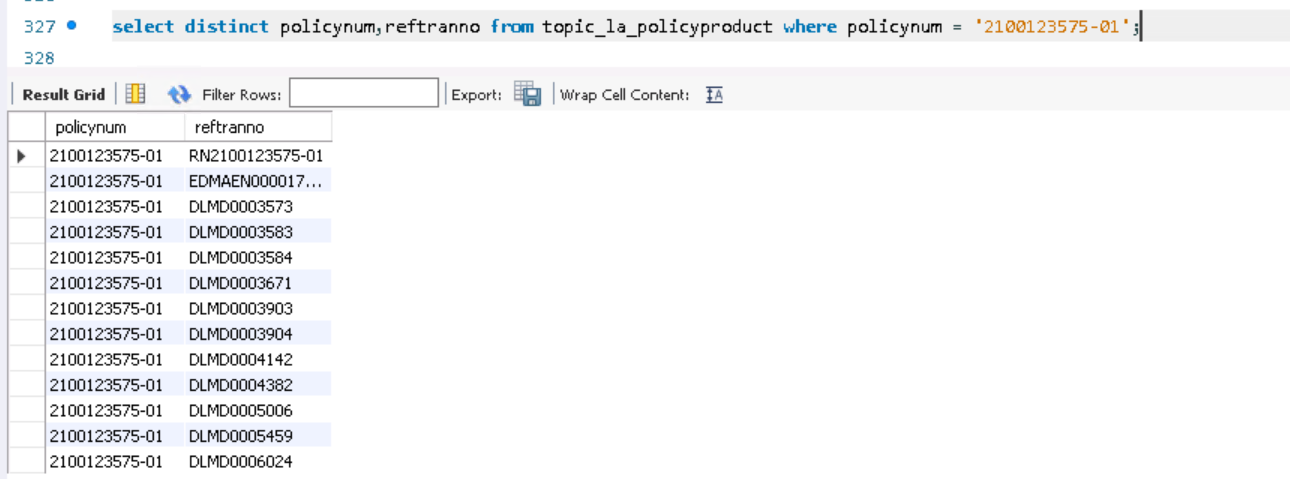 327 select distinct policynum,reftranno from topic_la_policyproduct where policynum = '2100123575-01';
328
Result Grid Filter Rows: Export: Wrap Cell Content:
policynum reftranno
2100123575-01 RN2100123575-01
2100123575-01 EDMAEN000017...
2100123575-01 DLMD0003573
2100123575-01 DLMD0003583
2100123575-01 DLMD0003584
2100123575-01 DLMD0003671
2100123575-01 DLMD0003903
2100123575-01 DLMD0003904
2100123575-01 DLMD0004142
2100123575-01 DLMD0004382
2100123575-01 DLMD0005006
2100123575-01 DLMD0005459
2100123575-01 DLMD0006024